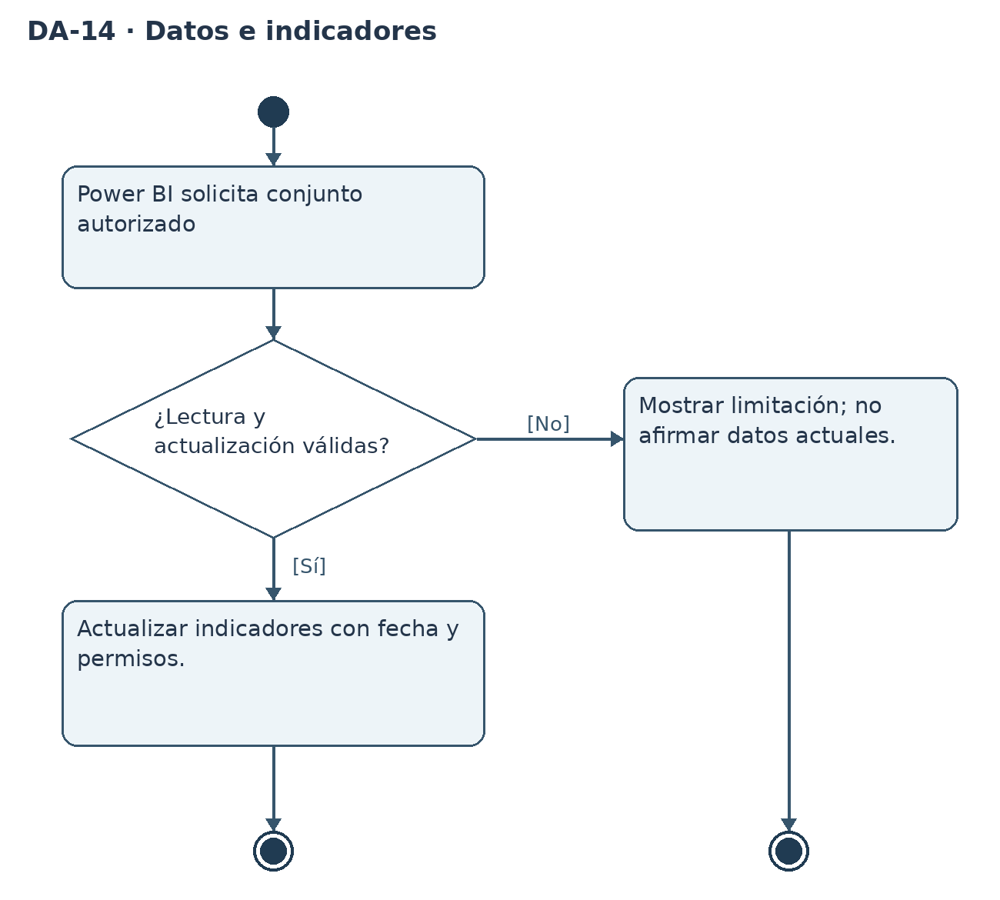 DA-14 · Datos e indicadores
Power BI solicita conjunto
autorizado
¿Lectura y
actualización válidas?
[No]
Mostrar limitación; no
afirmar datos actuales.
[Sí]
Actualizar indicadores con fecha y
permisos.